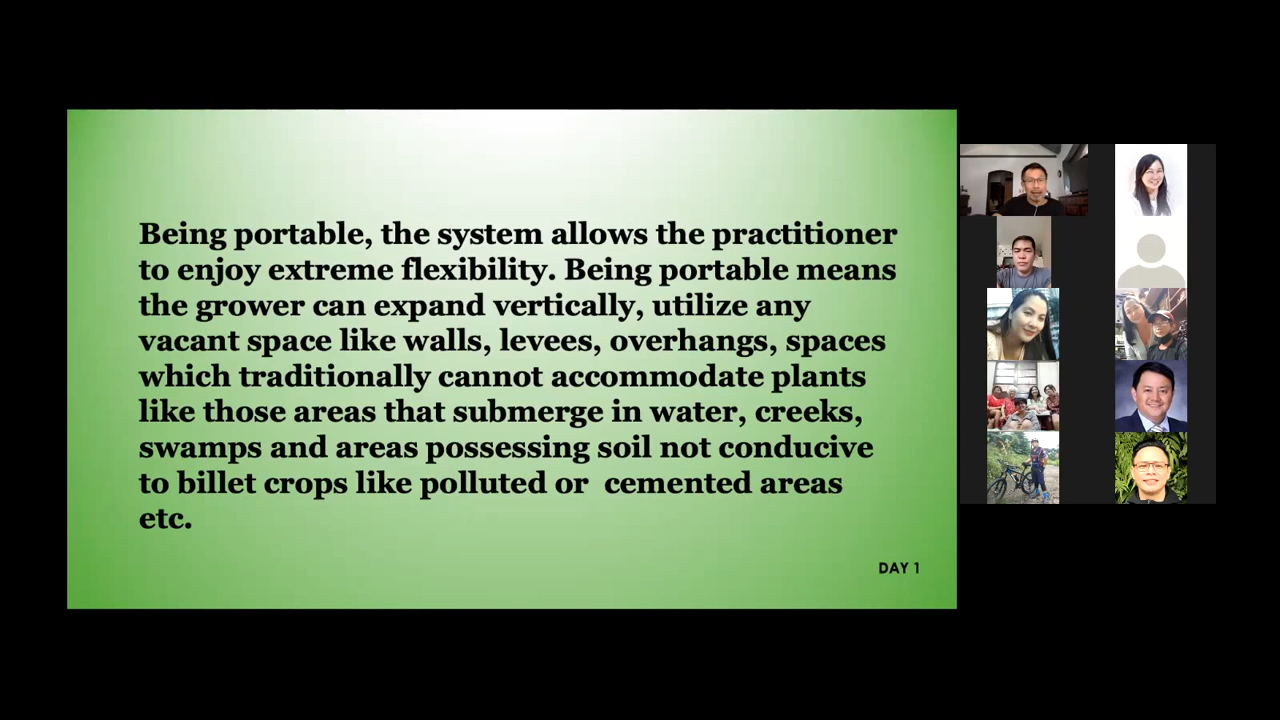 Being portable, the system allows the practitioner
to enjoy extreme flexibility. Being portable means
the grower can expand vertically, utilize any
vacant space like walls, levees, overhangs, spaces
which traditionally cannot accommodate plants
like those areas that submerge in water, creeks,
swamps and areas possessing soil not conducive
to billet crops like polluted or  cemented areas
etc.
DAY 1